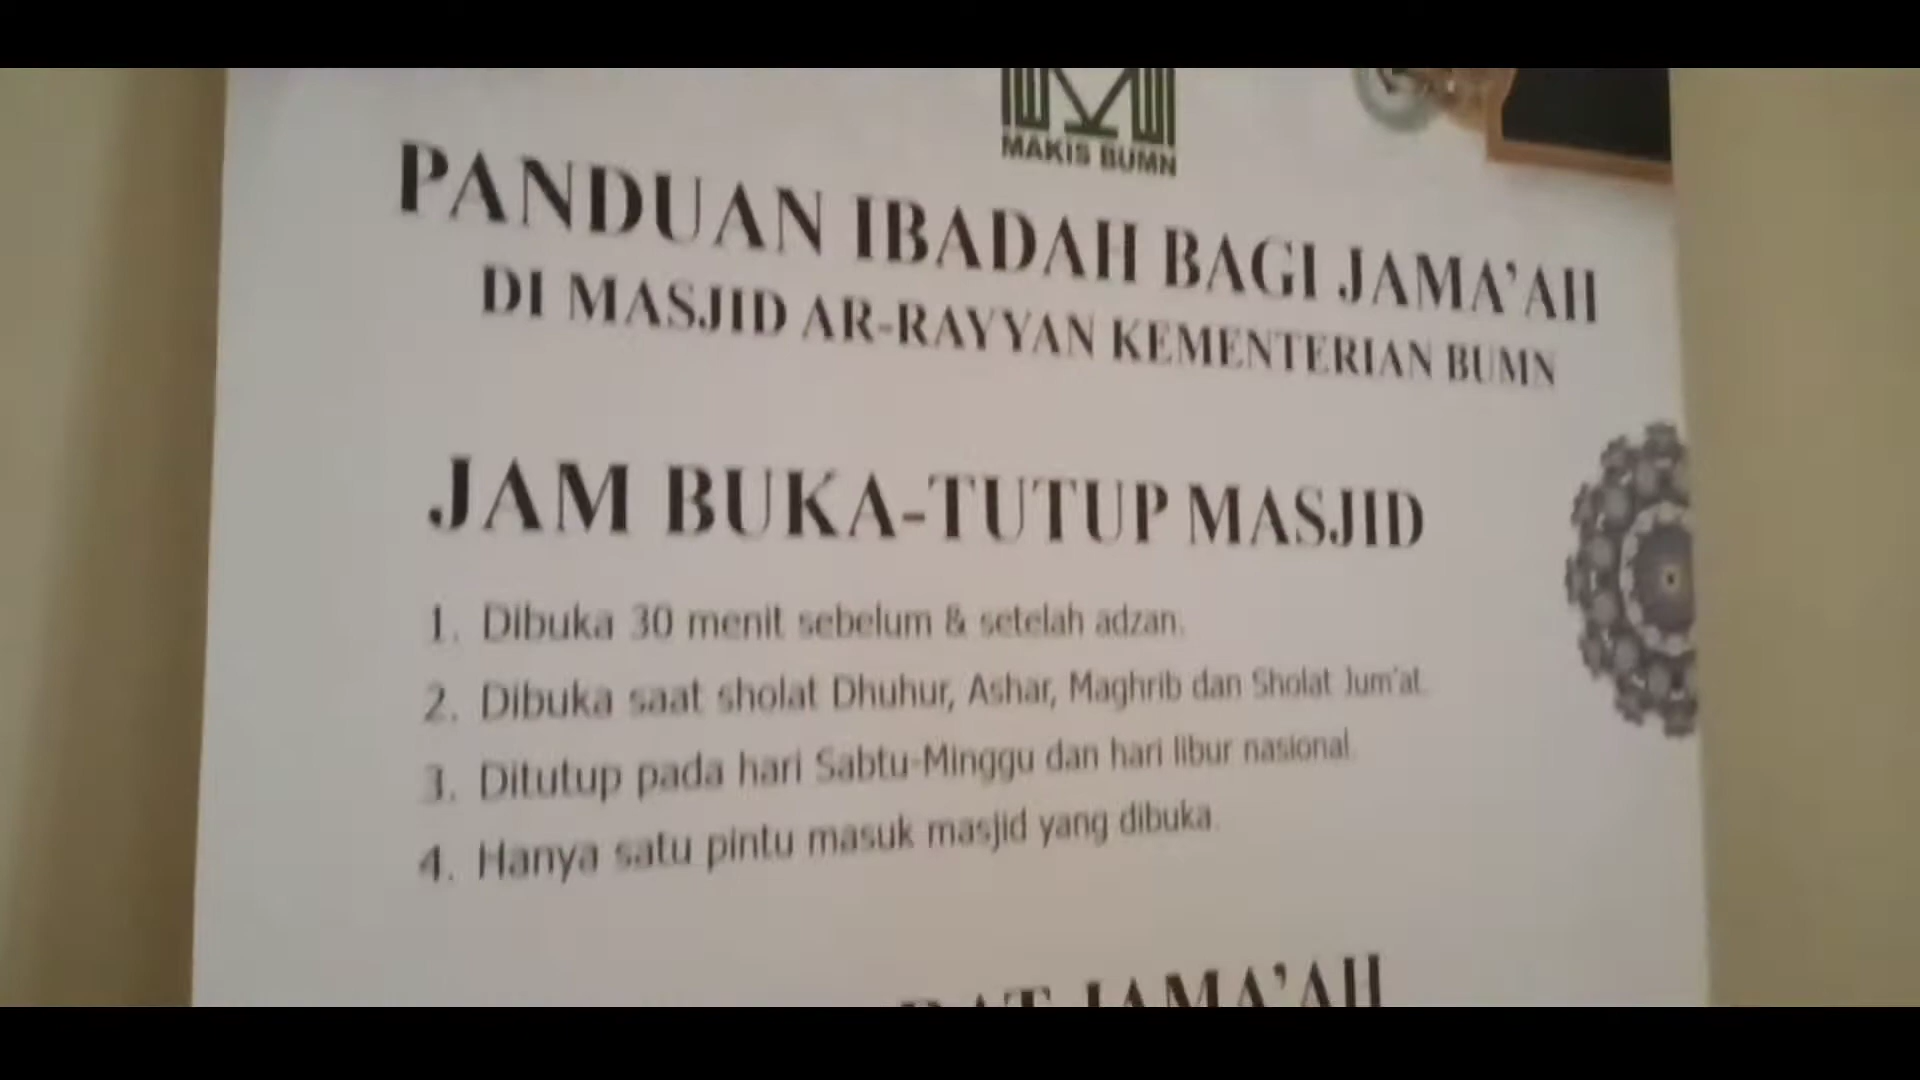 MAKIS BUMN
PANDUAN IBADAH BAGI JAMA'AH
DI MASJID AR-RAYYAN KEMENTERIAN BUMN
JAM BUKA-TUTUP MASJID
1. Dibuka 30 menit sebelum & setelah adzan.
2. Dibuka saat sholat Dhuhur, Ashar, Maghrib dan Sholat Jum'at.
3. Ditutup pada hari Sabtu-Minggu dan hari libur nasional.
4. Hanya satu pintu masuk masjid yang dibuka.
JAMA'AH